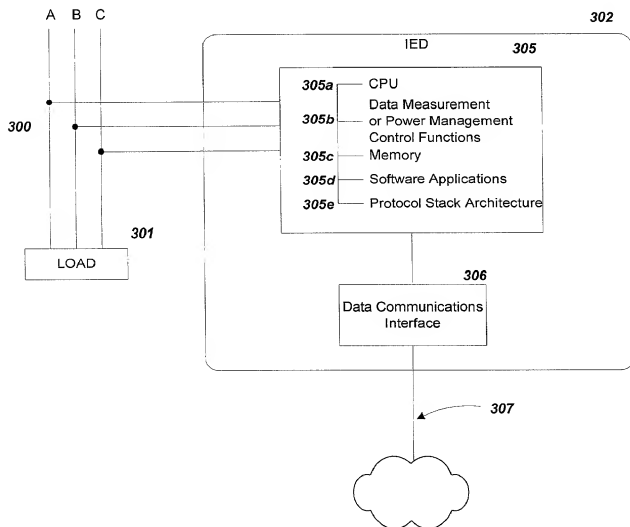 A B C
302
IED
305
305a CPU
305b Data Measurement
or Power Management
Control Functions
300
305c Memory
305d Software Applications
305e Protocol Stack Architecture
301
LOAD
306
Data Communications
Interface
307